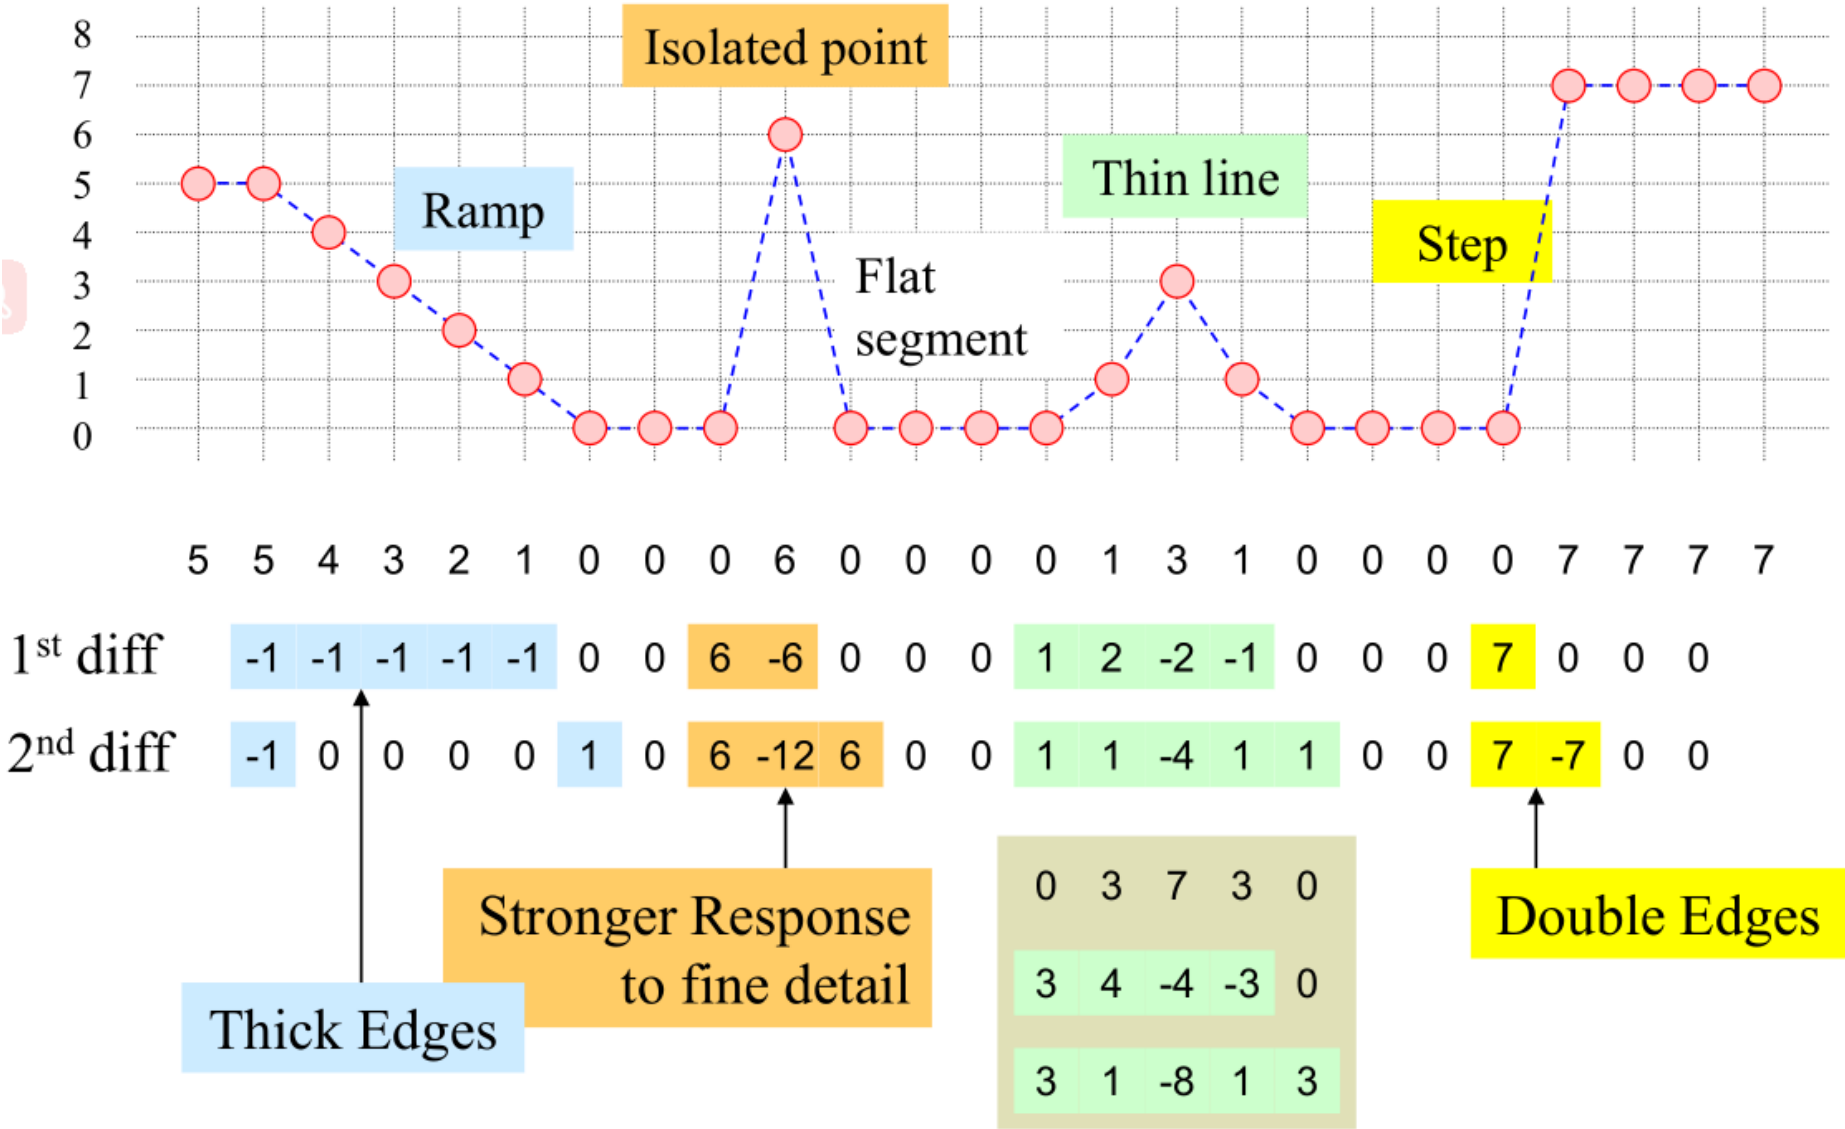 8
7
6
5
4
3
2
1
0
Isolated point
Ramp
Thin line
Step
Flat
segment
5 5 4 3 2 1 0 0 0 6 0 0 0 0 1 3 1 0 0 0 0 7 7 7 7
1st diff -1 -1 -1 -1 -1 0 0 6 -6 0 0 0 1 2 -2 -1 0 0 0 7 0 0 0
2nd diff -1 0 0 0 0 1 0 6 -12 6 0 0 1 1 -4 1 1 0 0 7 -7 0 0
Thick Edges
Stronger Response
to fine detail
0 3 7 3 0
3 4 -4 -3 0
3 1 -8 1 3
Double Edges